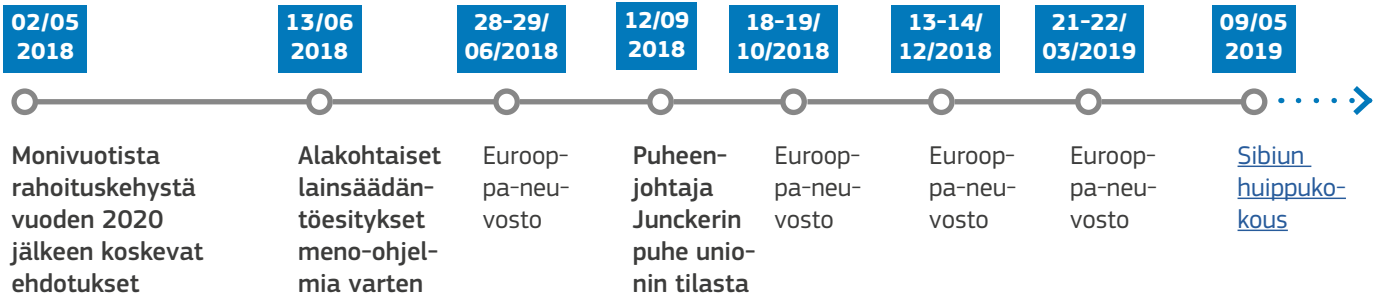 02/05
2018
13/06
2018
28-29/
06/2018
12/09
2018
18-19/
10/2018
13-14/
12/2018
21-22/
03/2019
09/05
2019
Monivuotista
rahoituskehystä
vuoden 2020
jälkeen koskevat
ehdotukset
Alakohtaiset
lainsäädän-
töesitykset
meno-ohjel-
mia varten
Euroop-
pa-neu-
vosto
Puheen-
johtaja
Junckerin
puhe unio-
nin tilasta
Euroop-
pa-neu-
vosto
Euroop-
pa-neu-
vosto
Euroop-
pa-neu-
vosto
Sibiun
huippuko-
kous